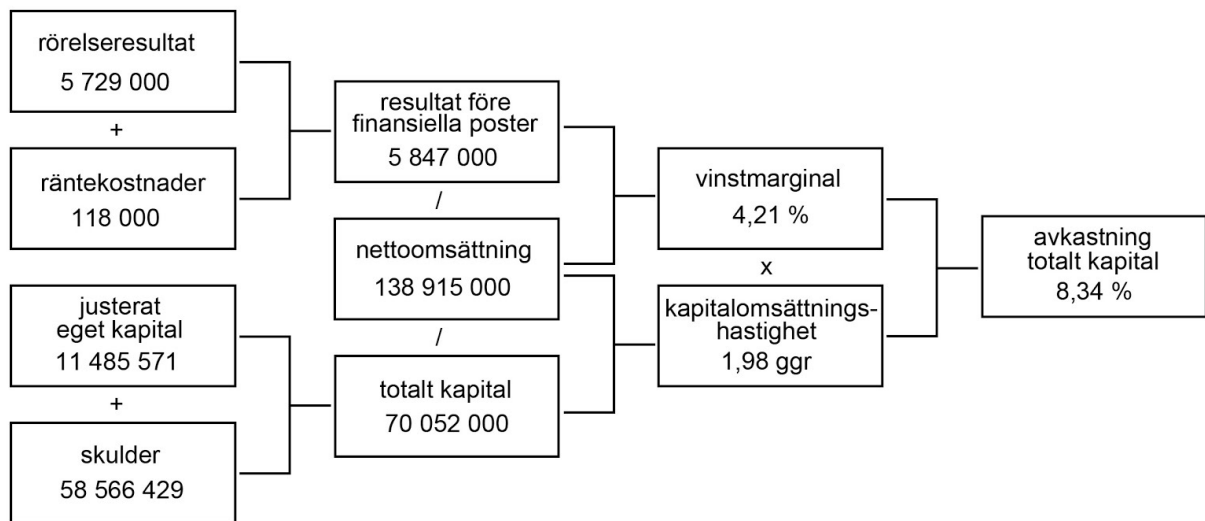 rörelseresultat
5 729 000
+
räntekostnader
118 000
justerat
eget kapital
11 485 571
+
skulder
58 566 429
resultat före
finansiella poster
5 847 000
/
nettoomsättning
138 915 000
/
totalt kapital
70 052 000
vinstmarginal
4,21 %
x
kapitalomsättnings-
hastighet
1,98 ggr
avkastning
totalt kapital
8,34 %